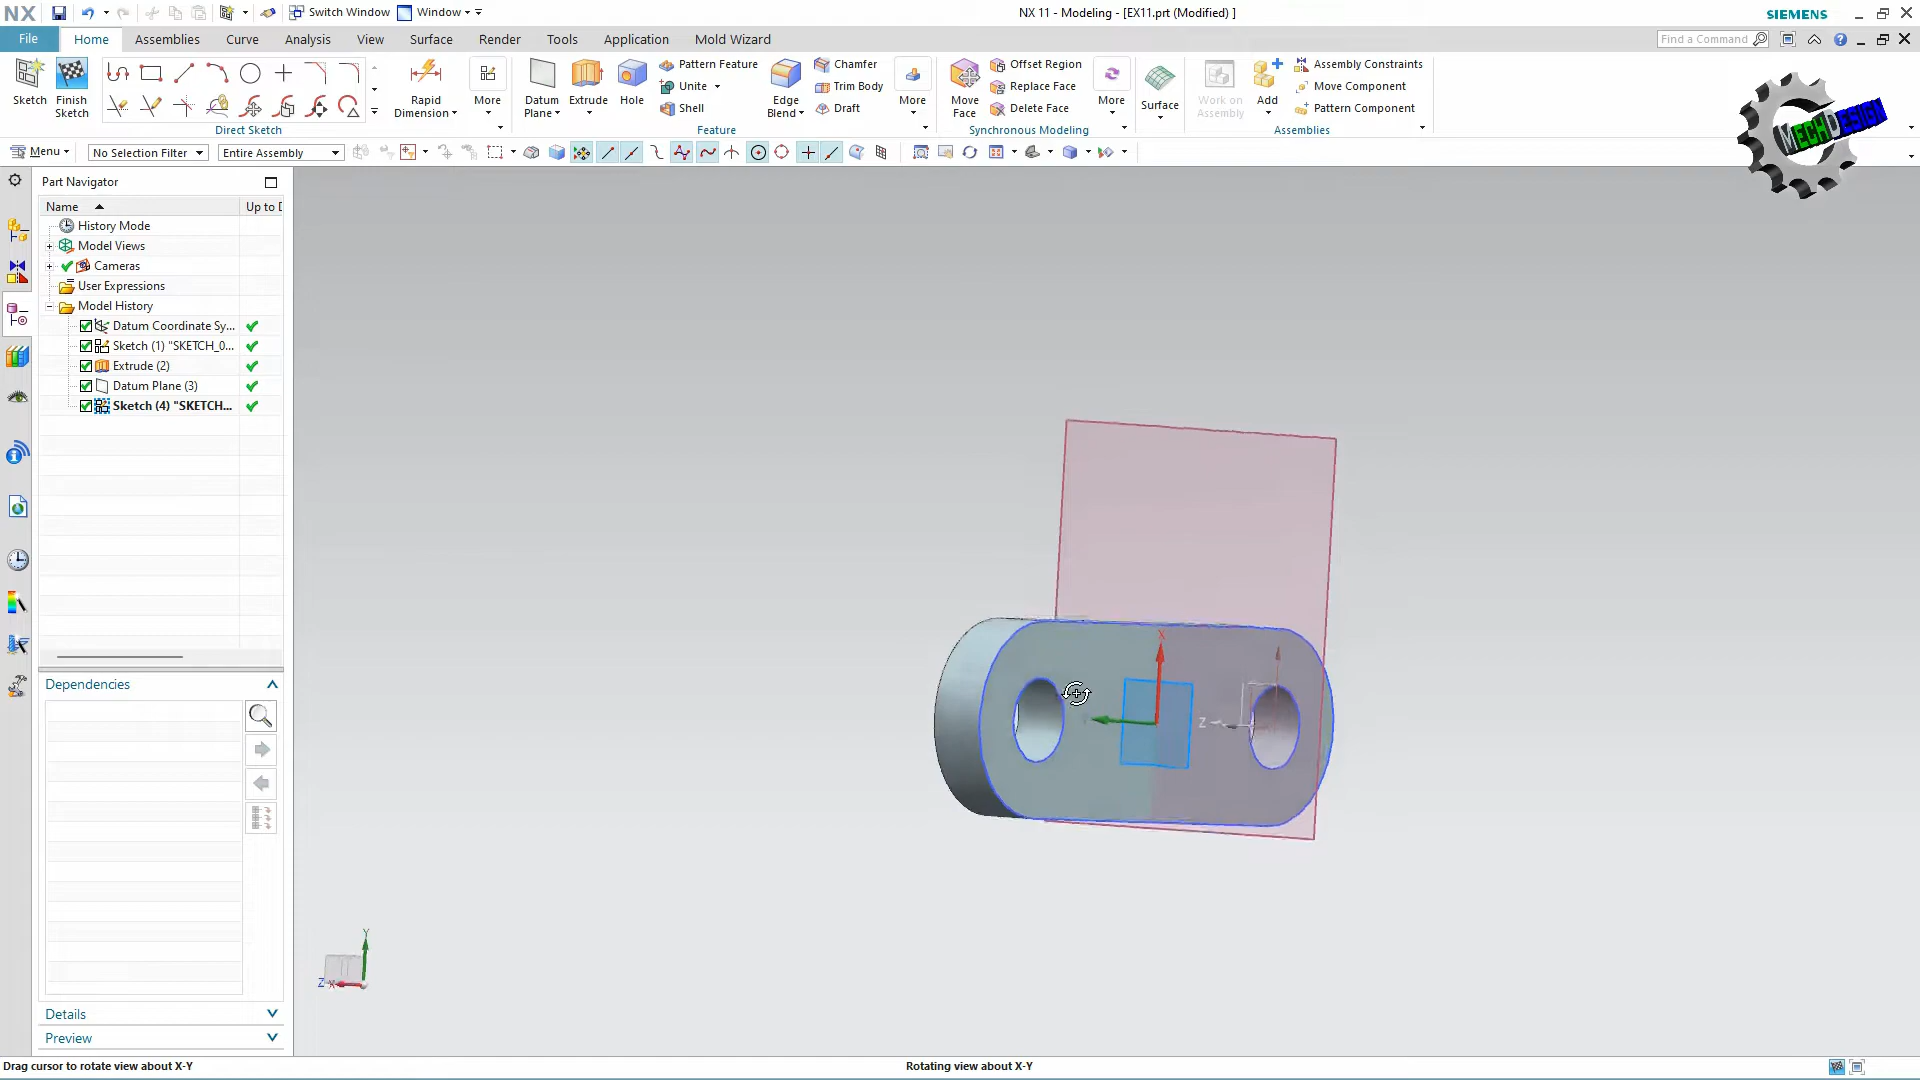 NX
Switch Window
Window
NX 11 - Modeling - [EX11.prt (Modified) ]
SIEMENS
File
Home
Assemblies
Curve
Analysis
View
Surface
Render
Tools
Application
Mold Wizard
Find a Command
Sketch
Finish
Sketch
Rapid
Dimension
More
Direct Sketch
Datum
Plane
Extrude
Hole
Pattern Feature
Unite
Shell
Edge
Blend
Chamfer
Trim Body
Draft
More
Feature
Move
Face
Offset Region
Replace Face
Delete Face
More
Synchronous Modeling
Surface
Work on
Assembly
Add
Assembly Constraints
Move Component
Pattern Component
Assemblies
MECHDESIGN
Menu
No Selection Filter
Entire Assembly
Part Navigator
Name
Up to D
History Mode
Model Views
Cameras
User Expressions
Model History
Datum Coordinate Sy...
Sketch (1) "SKETCH_0...
Extrude (2)
Datum Plane (3)
Sketch (4) "SKETCH...
Dependencies
Details
Preview
X
Z
Y
Z
X
Drag cursor to rotate view about X-Y
Rotating view about X-Y